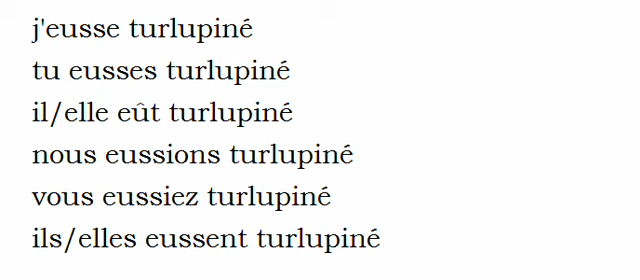 j'eusse turlupiné
tu eusses turlupiné
il/elle eût turlupiné
nous eussions turlupiné
vous eussiez turlupiné
ils/elles eussent turlupiné